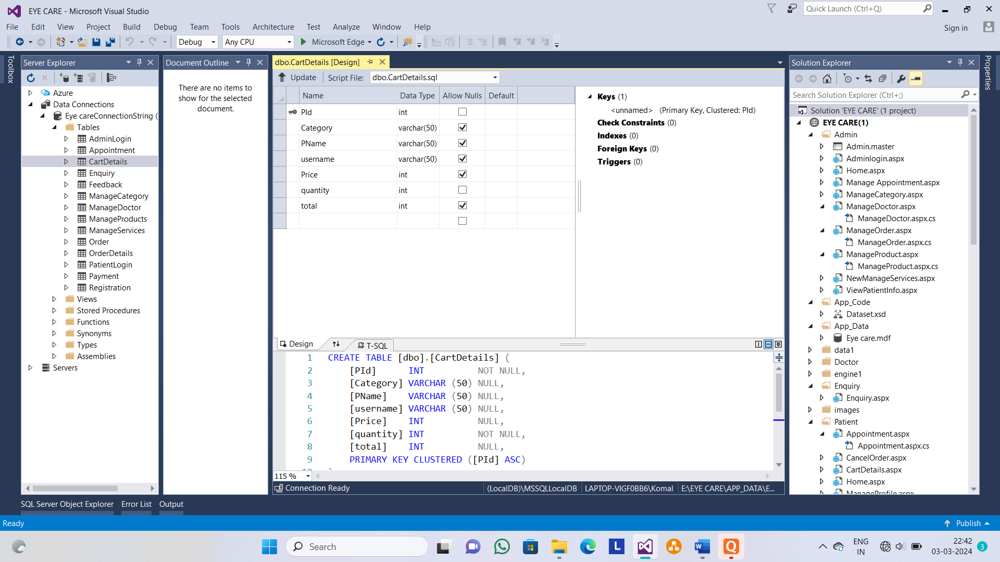 EYE CARE - Microsoft Visual Studio
Quick Launch (Ctrl+Q)
File Edit View Project Build Debug Team Tools Architecture Test Analyze Window Help
Sign in
Debug Any CPU Microsoft Edge
Toolbox
Server Explorer
Azure
Data Connections
Eye careConnectionString (
Tables
AdminLogin
Appointment
CartDetails
Enquiry
Feedback
ManageCategory
ManageDoctor
ManageProducts
ManageServices
Order
OrderDetails
PatientLogin
Payment
Registration
Views
Stored Procedures
Functions
Synonyms
Types
Assemblies
Servers
Document Outline
There are no items to
show for the selected
document.
dbo.CartDetails [Design]
Update Script File: dbo.CartDetails.sql
Name Data Type Allow Nulls Default
PId int
Category varchar(50)
PName varchar(50)
username varchar(50)
Price int
quantity int
total int
Keys (1)
<unnamed> (Primary Key, Clustered: PId)
Check Constraints (0)
Indexes (0)
Foreign Keys (0)
Triggers (0)
Design T-SQL
1 CREATE TABLE [dbo].[CartDetails] (
2 [PId] INT NOT NULL,
3 [Category] VARCHAR (50) NULL,
4 [PName] VARCHAR (50) NULL,
5 [username] VARCHAR (50) NULL,
6 [Price] INT NULL,
7 [quantity] INT NOT NULL,
8 [total] INT NULL,
9 PRIMARY KEY CLUSTERED ([PId] ASC)
115 %
Connection Ready (LocalDB)\MSSQLLocalDB LAPTOP-VIGF0BB6\Komal E:\EYE CARE\APP_DATA\E...
Solution Explorer
Search Solution Explorer (Ctrl+;)
Solution 'EYE CARE' (1 project)
EYE CARE(1)
Admin
Admin.master
Adminlogin.aspx
Home.aspx
Manage Appointment.aspx
ManageCategory.aspx
ManageDoctor.aspx
ManageDoctor.aspx.cs
ManageOrder.aspx
ManageOrder.aspx.cs
ManageProduct.aspx
ManageProduct.aspx.cs
NewManageServices.aspx
ViewPatientInfo.aspx
App_Code
Dataset.xsd
App_Data
Eye care.mdf
data1
Doctor
engine1
Enquiry
Enquiry.aspx
images
Patient
Appointment.aspx
Appointment.aspx.cs
CancelOrder.aspx
CartDetails.aspx
Home.aspx
ManageProfile.aspx
Properties
SQL Server Object Explorer Error List Output
Ready
Publish
Search
ENG
IN
22:42
03-03-2024
3